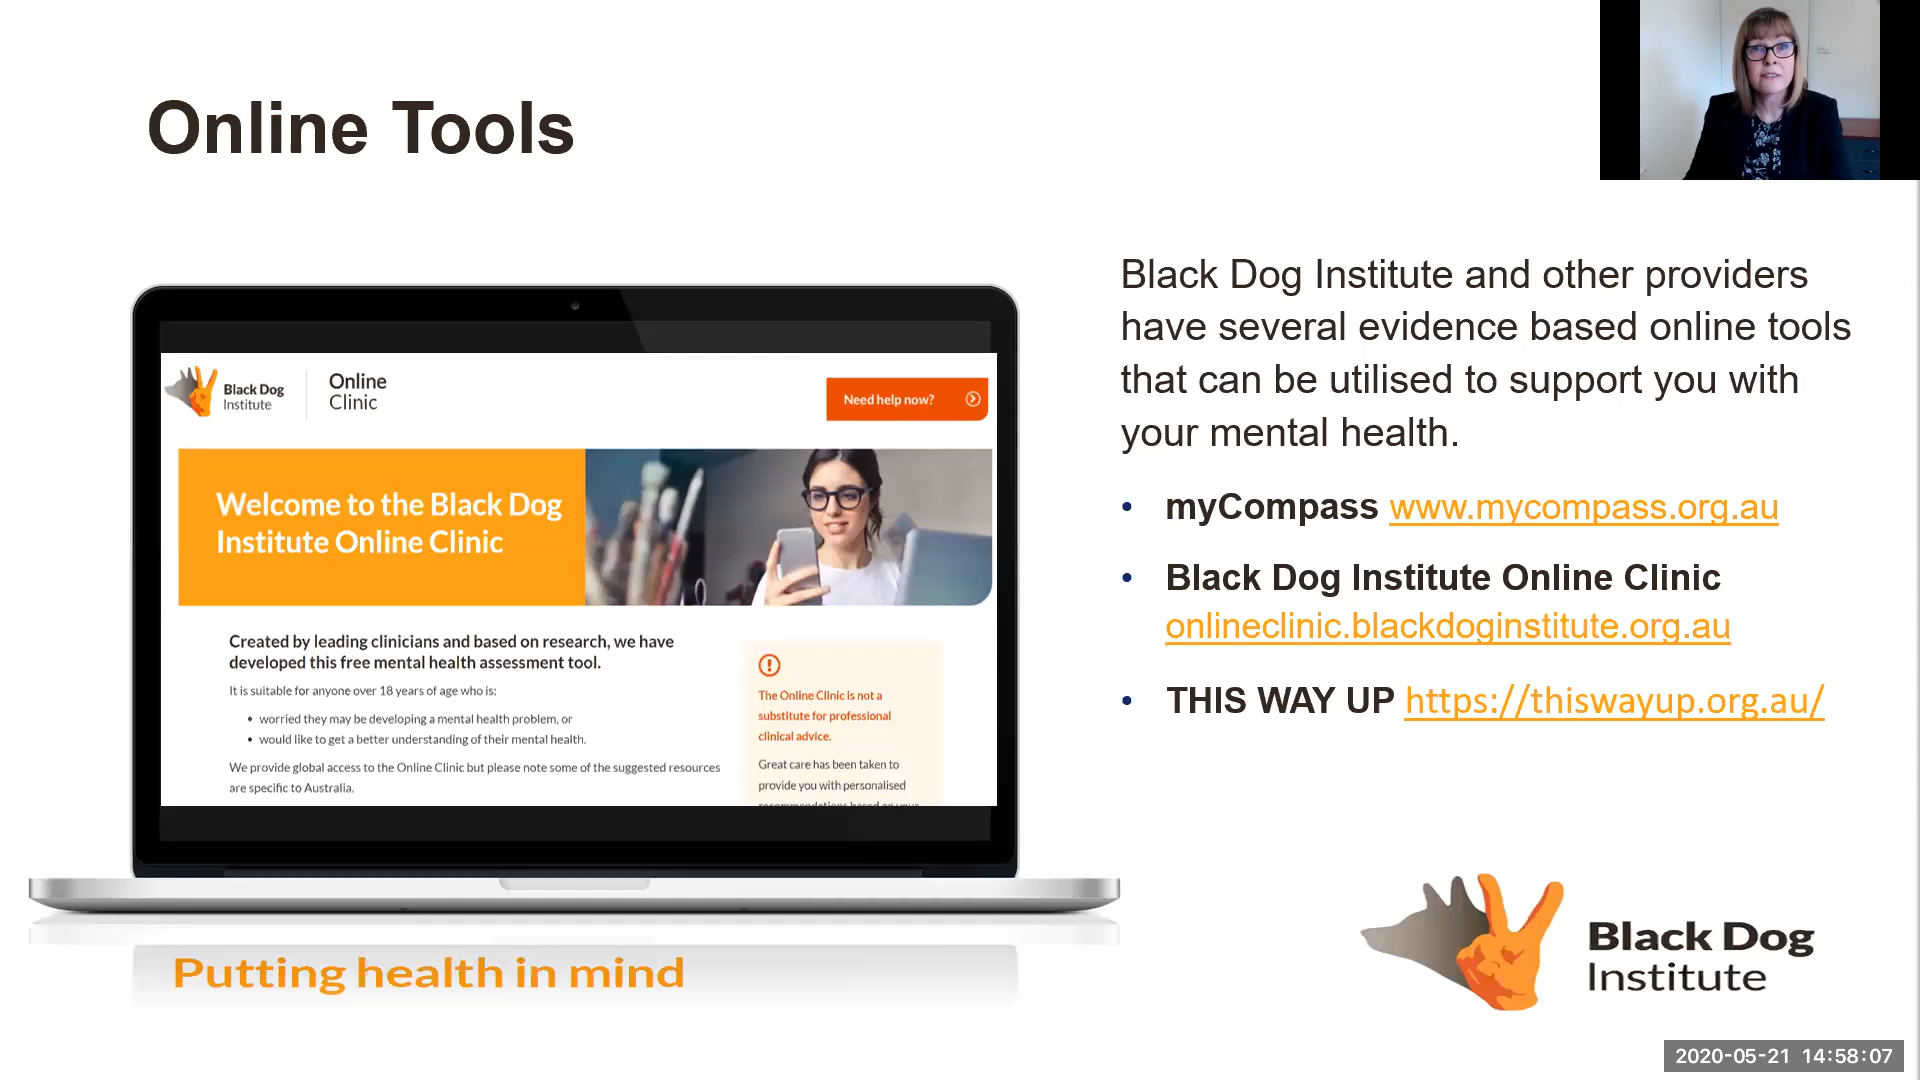 Online Tools
Black Dog
Institute
Online
Clinic
Need help now?
Welcome to the Black Dog
Institute Online Clinic
Created by leading clinicians and based on research, we have
developed this free mental health assessment tool.
It is suitable for anyone over 18 years of age who is:
• worried they may be developing a mental health problem, or
• would like to get a better understanding of their mental health.
We provide global access to the Online Clinic but please note some of the suggested resources
are specific to Australia.
The Online Clinic is not a
substitute for professional
clinical advice.
Great care has been taken to
provide you with personalised
recommendations based on your
Putting health in mind
Black Dog Institute and other providers
have several evidence based online tools
that can be utilised to support you with
your mental health.
• myCompass www.mycompass.org.au
• Black Dog Institute Online Clinic
onlineclinic.blackdoginstitute.org.au
• THIS WAY UP https://thiswayup.org.au/
Black Dog
Institute
2020-05-21 14:58:07